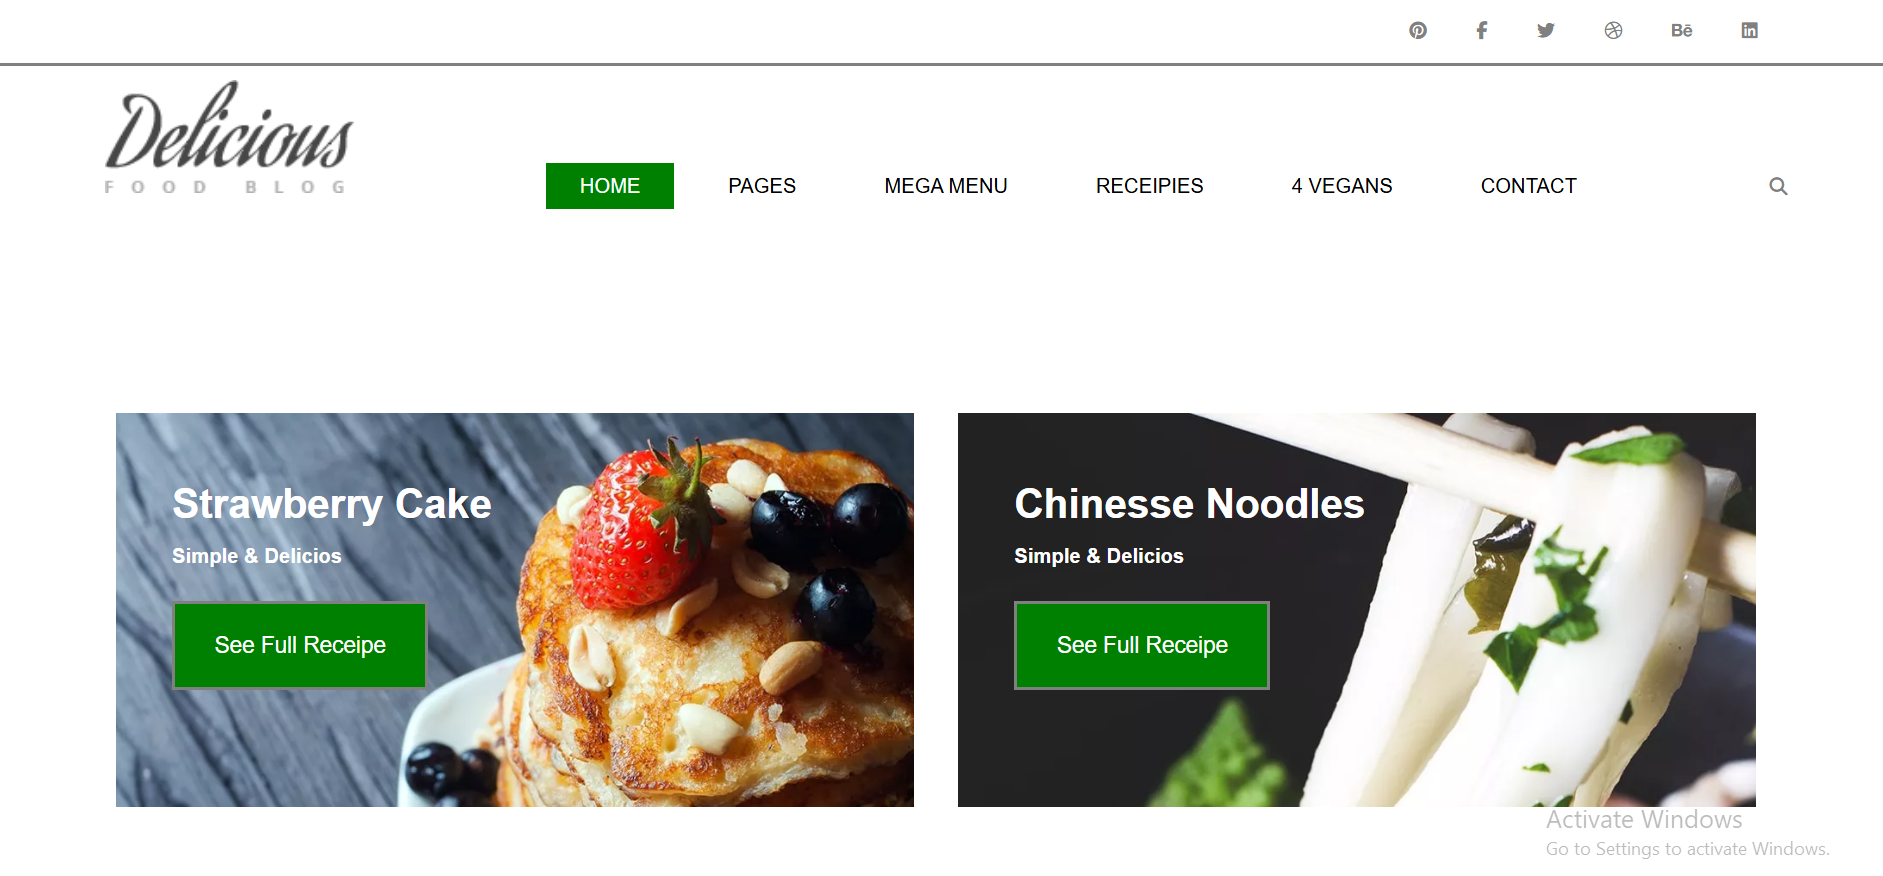 Bē
Delicious
FOOD BLOG
HOME PAGES MEGA MENU RECEIPIES 4 VEGANS CONTACT
Strawberry Cake
Simple & Delicios
See Full Receipe
Chinesse Noodles
Simple & Delicios
See Full Receipe
Activate Windows
Go to Settings to activate Windows.